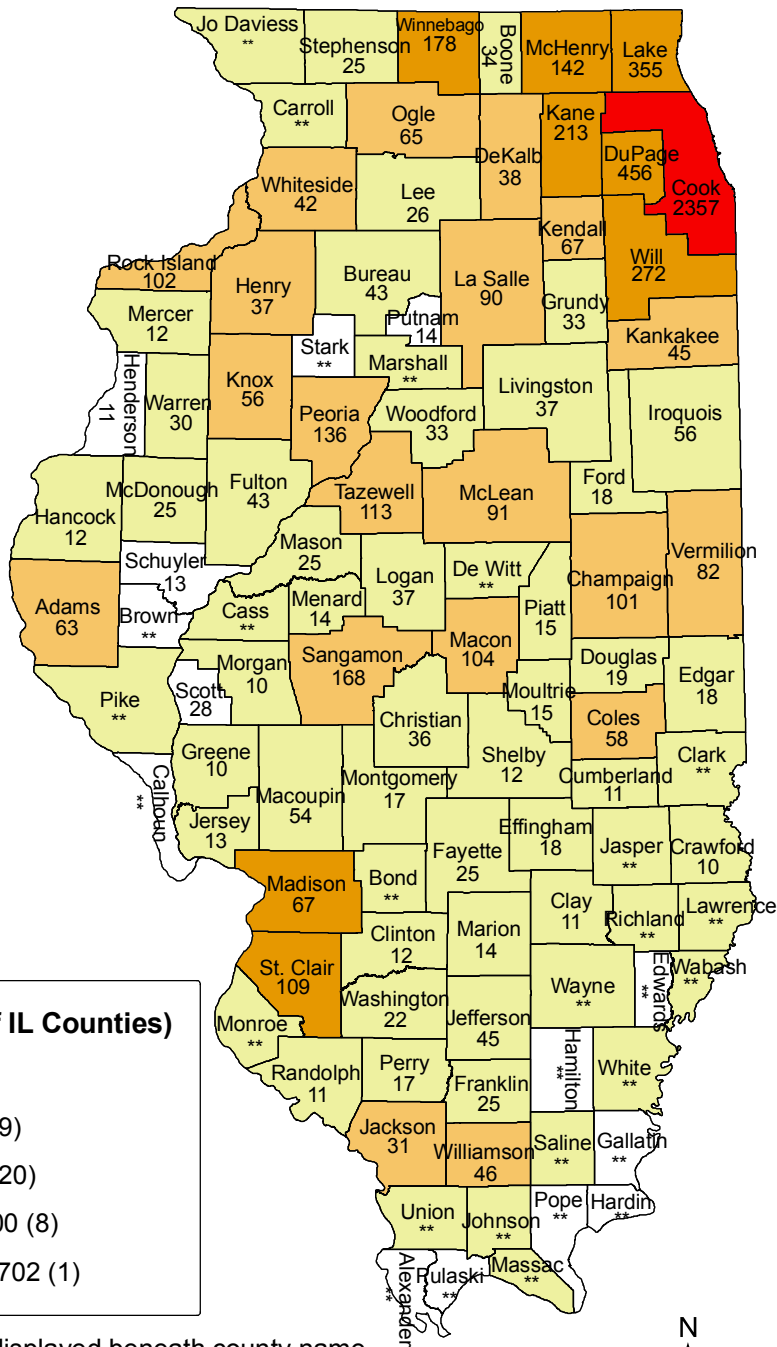 Jo Daviess
**
Stephenson
25
Winnebago
178
Boone
34
McHenry
142
Lake
355
Carroll
**
Ogle
65
DeKalb
38
Kane
213
DuPage
456
Cook
2357
Whiteside
42
Lee
26
Kendall
67
Will
272
Rock Island
102
Henry
37
Bureau
43
La Salle
90
Grundy
33
Mercer
12
Putnam
14
Kankakee
45
Stark
**
Marshall
**
Henderson
11
Warren
30
Knox
56
Peoria
136
Woodford
33
Livingston
37
Iroquois
56
Ford
18
Hancock
12
McDonough
25
Fulton
43
Tazewell
113
McLean
91
Mason
25
Logan
37
De Witt
**
Champaign
101
Vermilion
82
Schuyler
13
Adams
63
Brown
**
Cass
**
Menard
14
Piatt
15
Macon
104
Sangamon
168
Morgan
10
Scott
28
Pike
**
Douglas
19
Edgar
18
Moultrie
15
Coles
58
Christian
36
Shelby
12
Clark
**
Cumberland
11
Greene
10
Calhoun
**
Macoupin
54
Montgomery
17
Jersey
13
Effingham
18
Fayette
25
Jasper
**
Crawford
10
Madison
67
Bond
**
Clay
11
Richland
**
Lawrence
**
Marion
14
Clinton
12
St. Clair
109
Wayne
**
Edwards
**
Wabash
**
Washington
22
Jefferson
45
Monroe
**
Randolph
11
Perry
17
Franklin
25
Hamilton
**
White
**
Jackson
31
Williamson
46
Saline
**
Gallatin
**
Union
**
Johnson
**
Pope
**
Hardin
**
Alexander
**
Pulaski
**
Massac
**
IL Counties)
9)
20)
00 (8)
702 (1)
displayed beneath county name
N